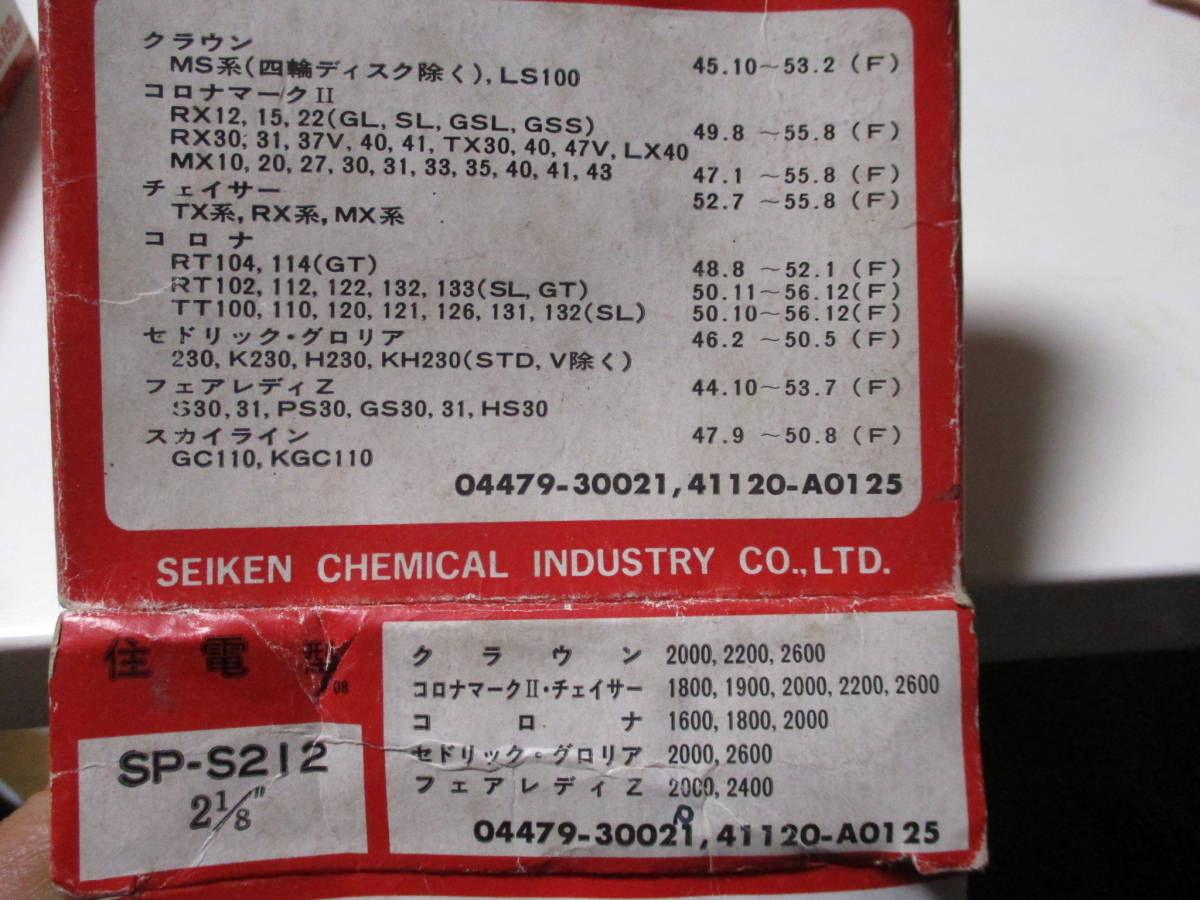 クラウン
MS系(四輪ディスク除く), LS100 45.10~53.2 (F)
コロナマークⅡ
RX12, 15, 22(GL, SL, GSL, GSS)
RX30, 31, 37V, 40, 41, TX30, 40, 47V, LX40 49.8 ~55.8 (F)
MX10, 20, 27, 30, 31, 33, 35, 40, 41, 43 47.1 ~55.8 (F)
チェイサー 52.7 ~55.8 (F)
TX系, RX系, MX系
コロナ
RT104, 114(GT) 48.8 ~52.1 (F)
RT102, 112, 122, 132, 133(SL, GT) 50.11~56.12(F)
TT100, 110, 120, 121, 126, 131, 132(SL) 50.10~56.12(F)
セドリック・グロリア 46.2 ~50.5 (F)
230, K230, H230, KH230(STD, V除く)
フェアレディZ 44.10~53.7 (F)
S30, 31, PS30, GS30, 31, HS30
スカイライン 47.9 ~50.8 (F)
GC110, KGC110
04479-30021, 41120-A0125
SEIKEN CHEMICAL INDUSTRY CO., LTD.
住電型
08
SP-S212
2 1/8"
クラウン 2000, 2200, 2600
コロナマークⅡ・チェイサー 1800, 1900, 2000, 2200, 2600
コロナ 1600, 1800, 2000
セドリック・グロリア 2000, 2600
フェアレディZ 2000, 2400
04479-30021, 41120-A0125